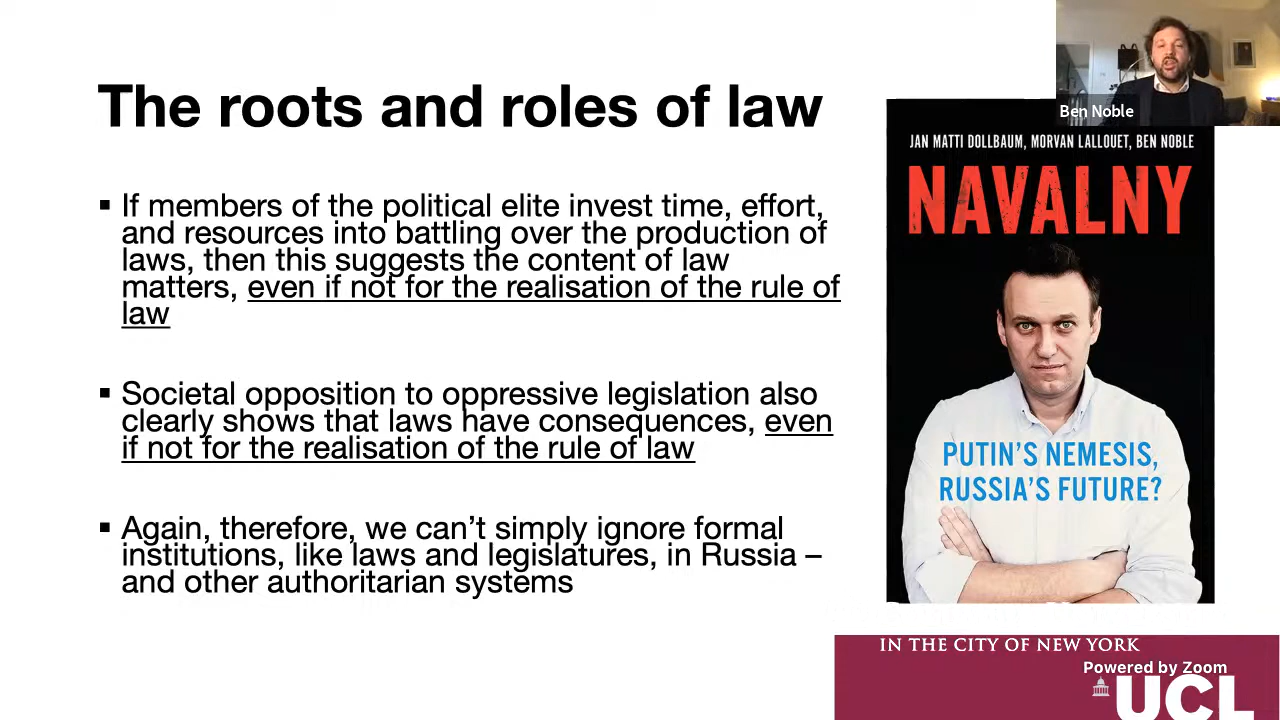 The roots and roles of law
▪ If members of the political elite invest time, effort,
and resources into battling over the production of
laws, then this suggests the content of law
matters, even if not for the realisation of the rule of
law
▪ Societal opposition to oppressive legislation also
clearly shows that laws have consequences, even
if not for the realisation of the rule of law
▪ Again, therefore, we can’t simply ignore formal
institutions, like laws and legislatures, in Russia –
and other authoritarian systems
Ben Noble
JAN MATTI DOLLBAUM, MORVAN LALLOUET, BEN NOBLE
NAVALNY
PUTIN’S NEMESIS,
RUSSIA’S FUTURE?
IN THE CITY OF NEW YORK
Powered by Zoom
UCL